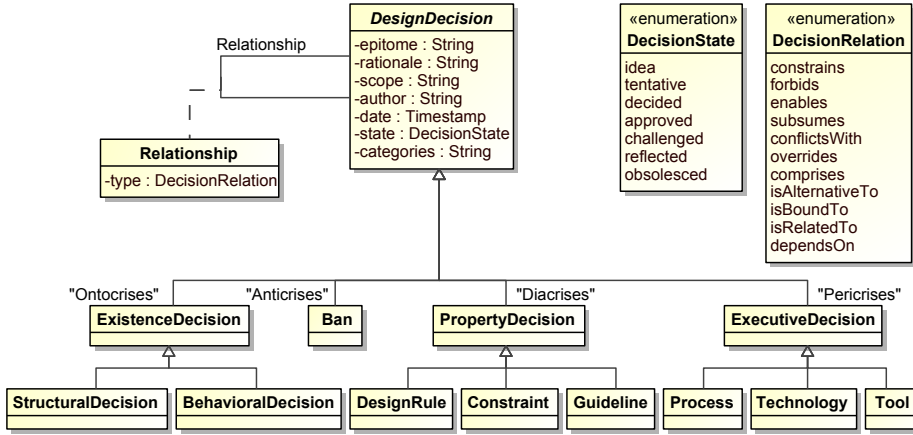 Relationship
DesignDecision
-epitome : String
-rationale : String
-scope : String
-author : String
-date : Timestamp
-state : DecisionState
-categories : String
Relationship
-type : DecisionRelation
«enumeration»
DecisionState
idea
tentative
decided
approved
challenged
reflected
obsolesced
«enumeration»
DecisionRelation
constrains
forbids
enables
subsumes
conflictsWith
overrides
comprises
isAlternativeTo
isBoundTo
isRelatedTo
dependsOn
"Ontocrises"
"Anticrises"
"Diacrises"
"Pericrises"
ExistenceDecision
Ban
PropertyDecision
ExecutiveDecision
StructuralDecision
BehavioralDecision
DesignRule
Constraint
Guideline
Process
Technology
Tool